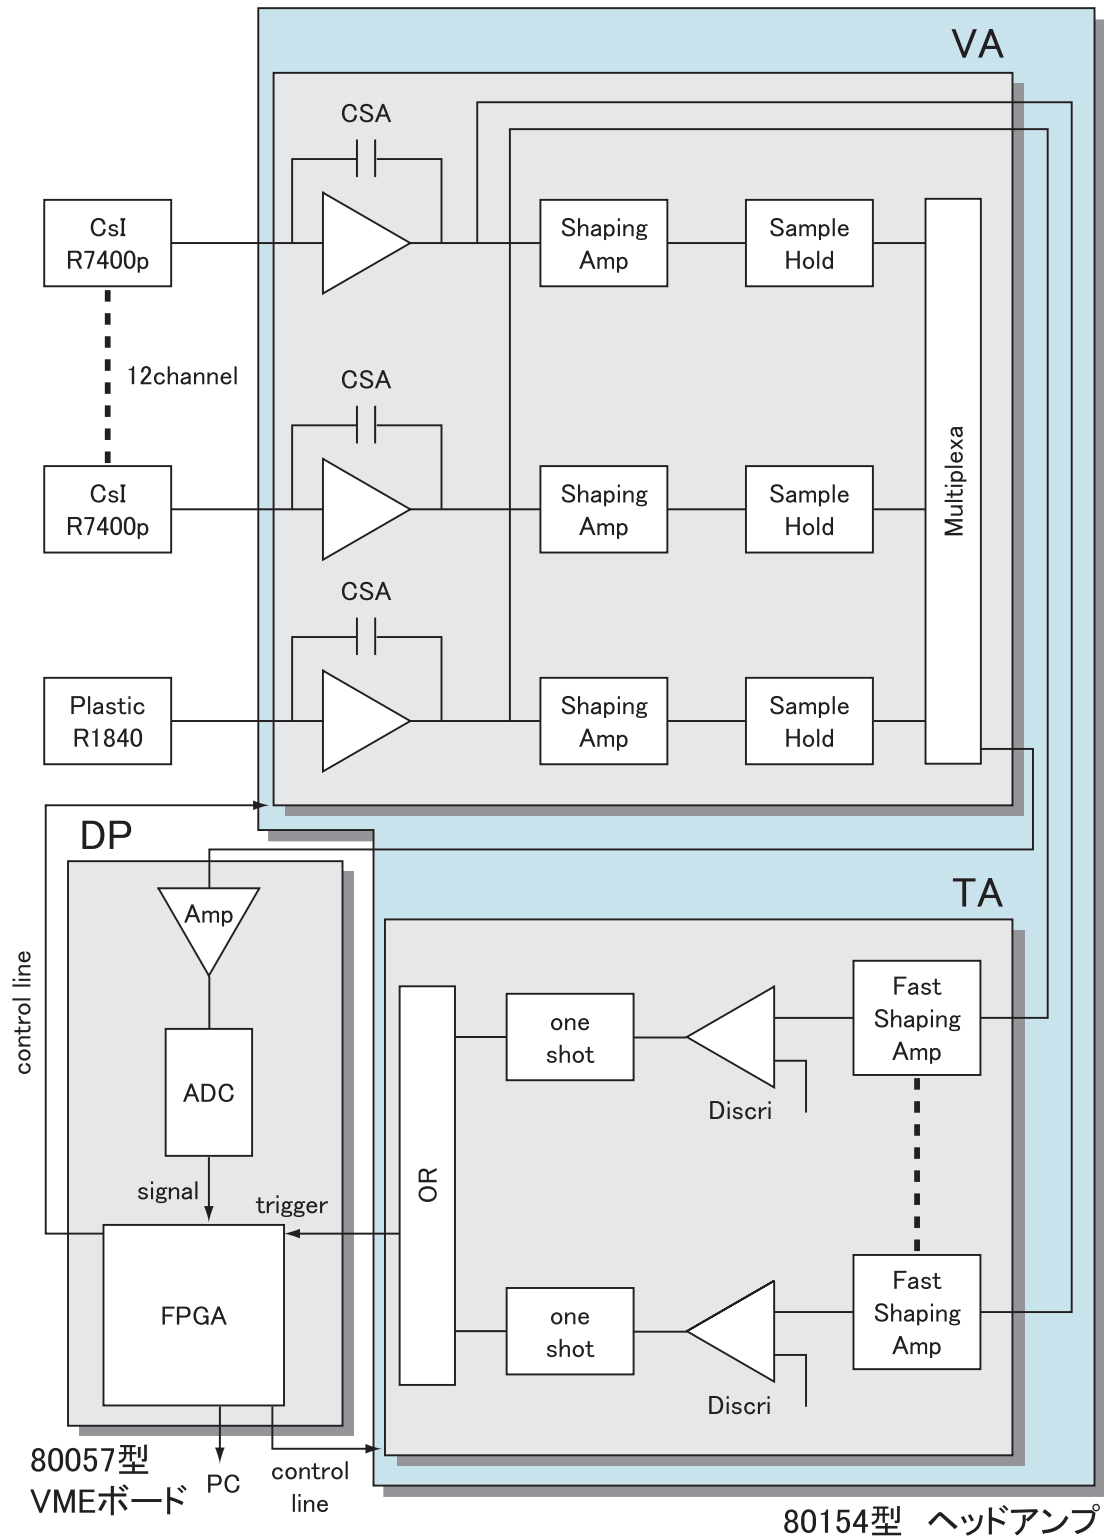 VA
CSA
CsI
R7400p
Shaping
Amp
Sample
Hold
12channel
CSA
CsI
R7400p
Shaping
Amp
Sample
Hold
Multiplexa
CSA
Plastic
R1840
Shaping
Amp
Sample
Hold
DP
Amp
control line
ADC
signal
trigger
FPGA
PC
control
line
80057型
VMEボード
TA
Fast
Shaping
Amp
one
shot
Discri
OR
Fast
Shaping
Amp
one
shot
Discri
80154型 ヘッドアンプ